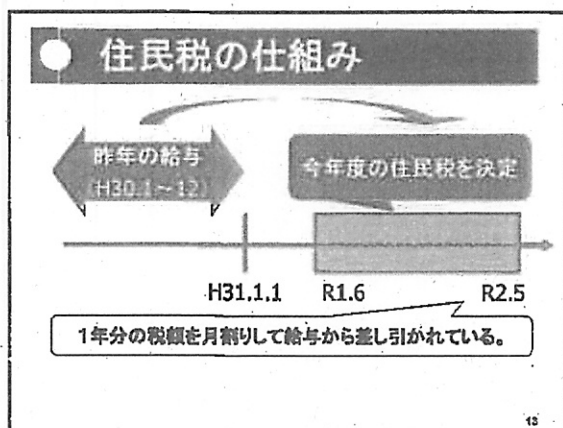 住民税の仕組み
昨年の給与
(H30.1～12)
今年度の住民税を決定
H31.1.1
R1.6
R2.5
1年分の税額を月割りして給与から差し引かれている。
13